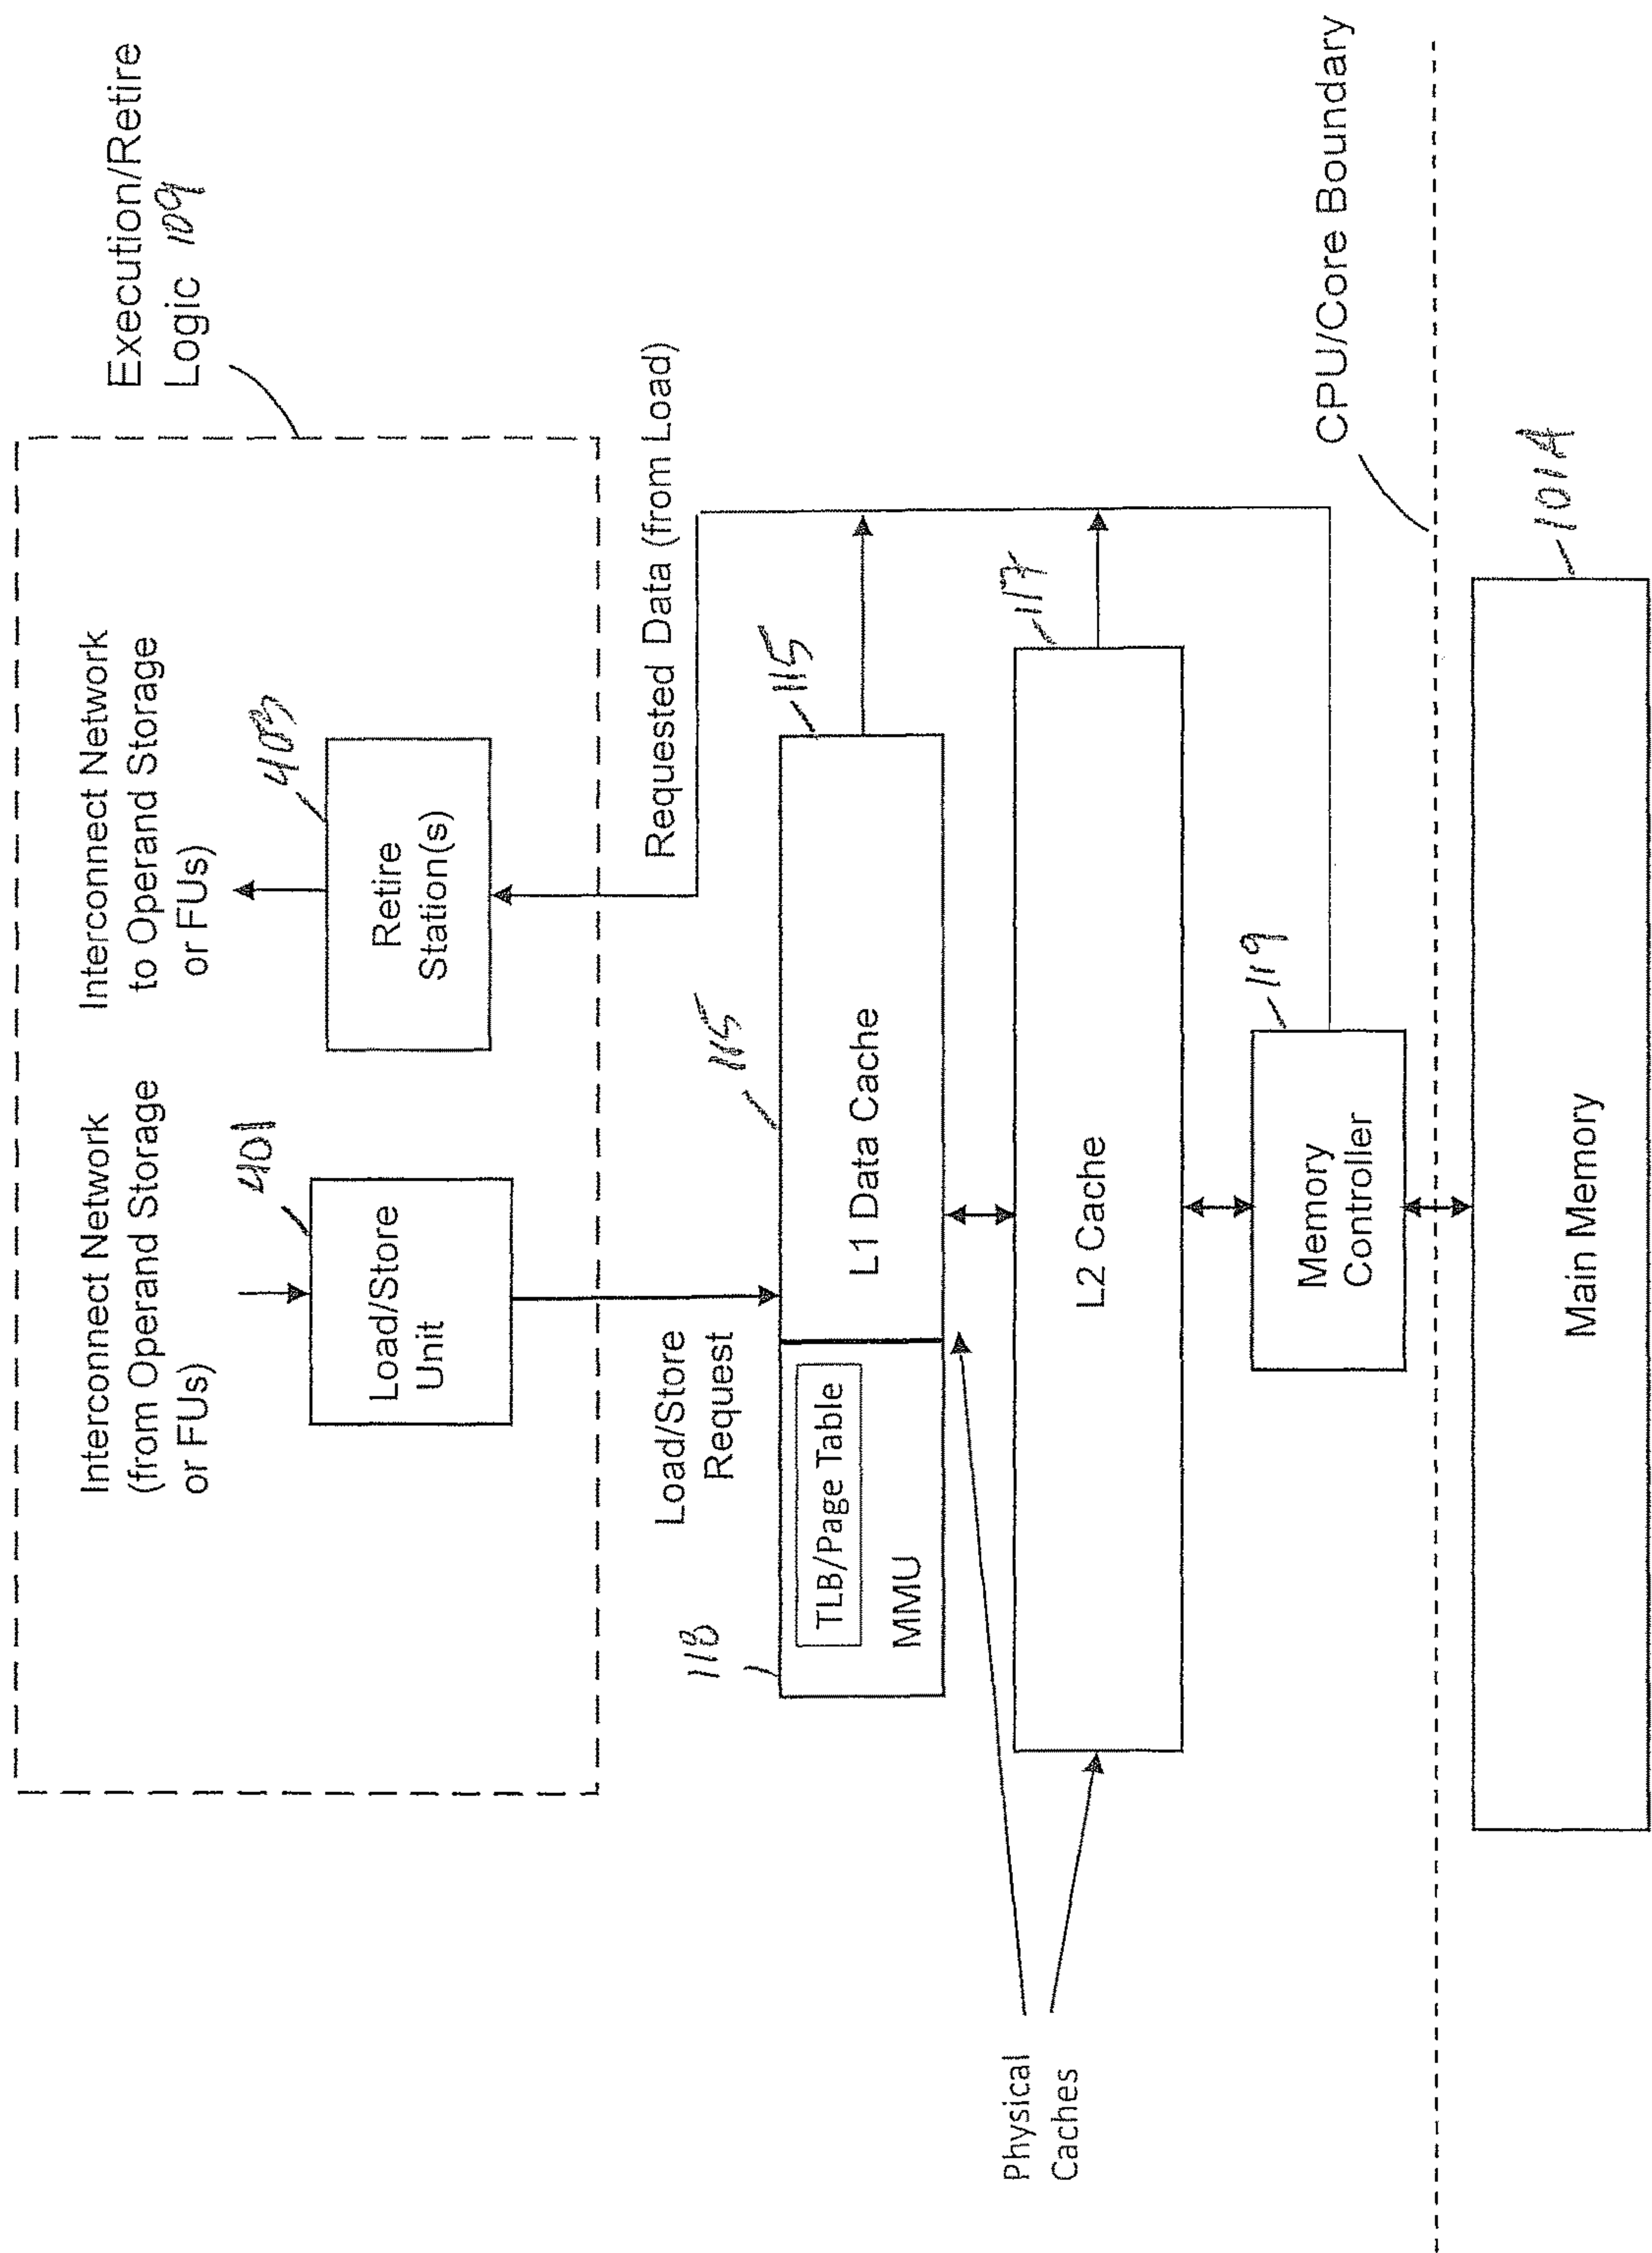 Execution/Retire
Logic 109
Interconnect Network
(from Operand Storage
or FUs)
Interconnect Network
to Operand Storage
or FUs)
401
Load/Store
Unit
403
Retire
Station(s)
Load/Store
Request
Requested Data (from Load)
118
TLB/Page Table
MMU
115
L1 Data Cache
115
117
L2 Cache
Physical
Caches
119
Memory
Controller
CPU/Core Boundary
101A
Main Memory